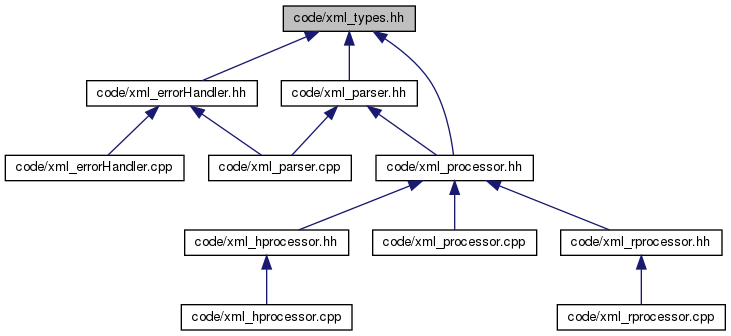 code/xml_types.hh
code/xml_errorHandler.hh
code/xml_parser.hh
code/xml_errorHandler.cpp
code/xml_parser.cpp
code/xml_processor.hh
code/xml_hprocessor.hh
code/xml_processor.cpp
code/xml_rprocessor.hh
code/xml_hprocessor.cpp
code/xml_rprocessor.cpp